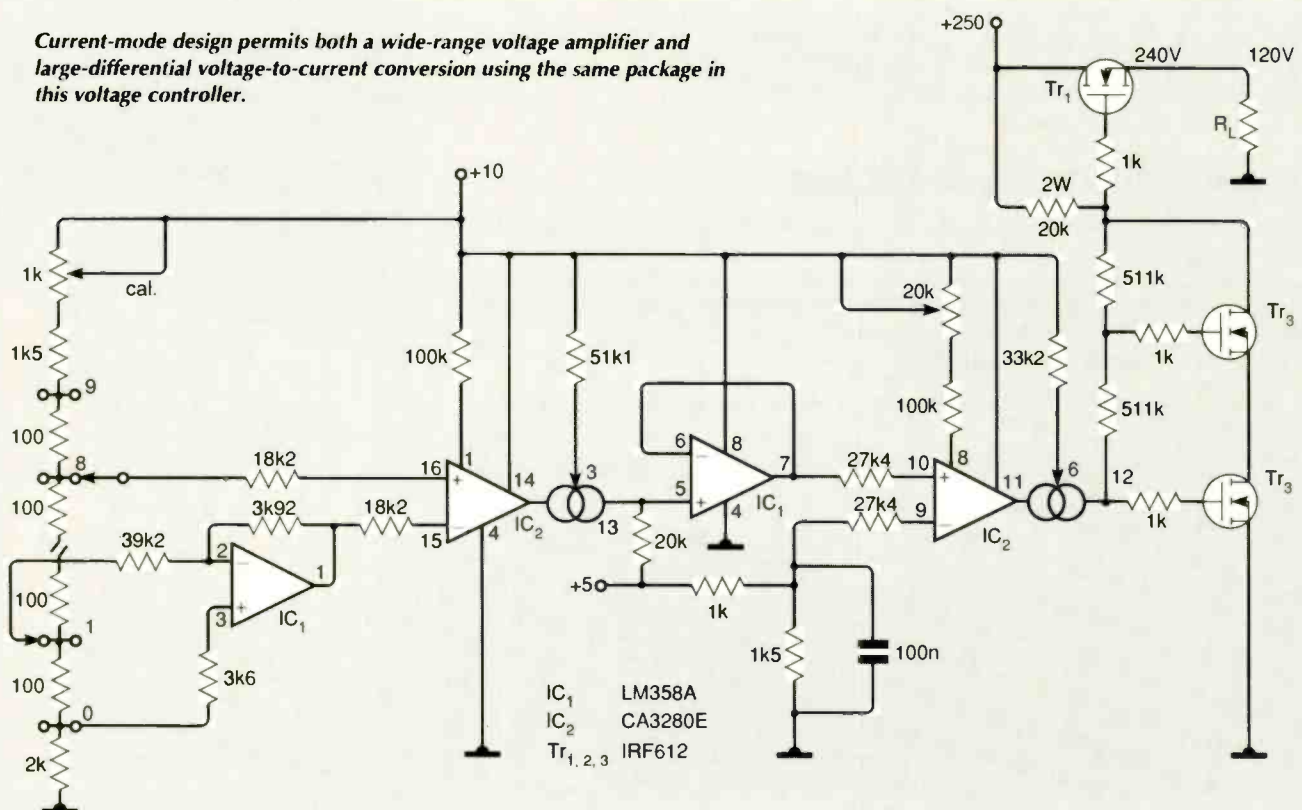 Current-mode design permits both a wide-range voltage amplifier and
large-differential voltage-to-current conversion using the same package in
this voltage controller.
+250
240V
120V
Tr1
RL
1k
2W
20k
+10
1k
cal.
1k5
9
100
8
100
100
1
100
0
2k
39k2
3k92
2
3
1
IC1
3k6
18k2
18k2
100k
16
15
1
14
4
IC2
51k1
3
13
20k
+5
1k
6
5
8
7
4
IC1
27k4
27k4
1k5
100n
20k
100k
10
9
8
11
IC2
33k2
6
12
511k
511k
1k
1k
Tr3
Tr3
IC1 LM358A
IC2 CA3280E
Tr1, 2, 3 IRF612